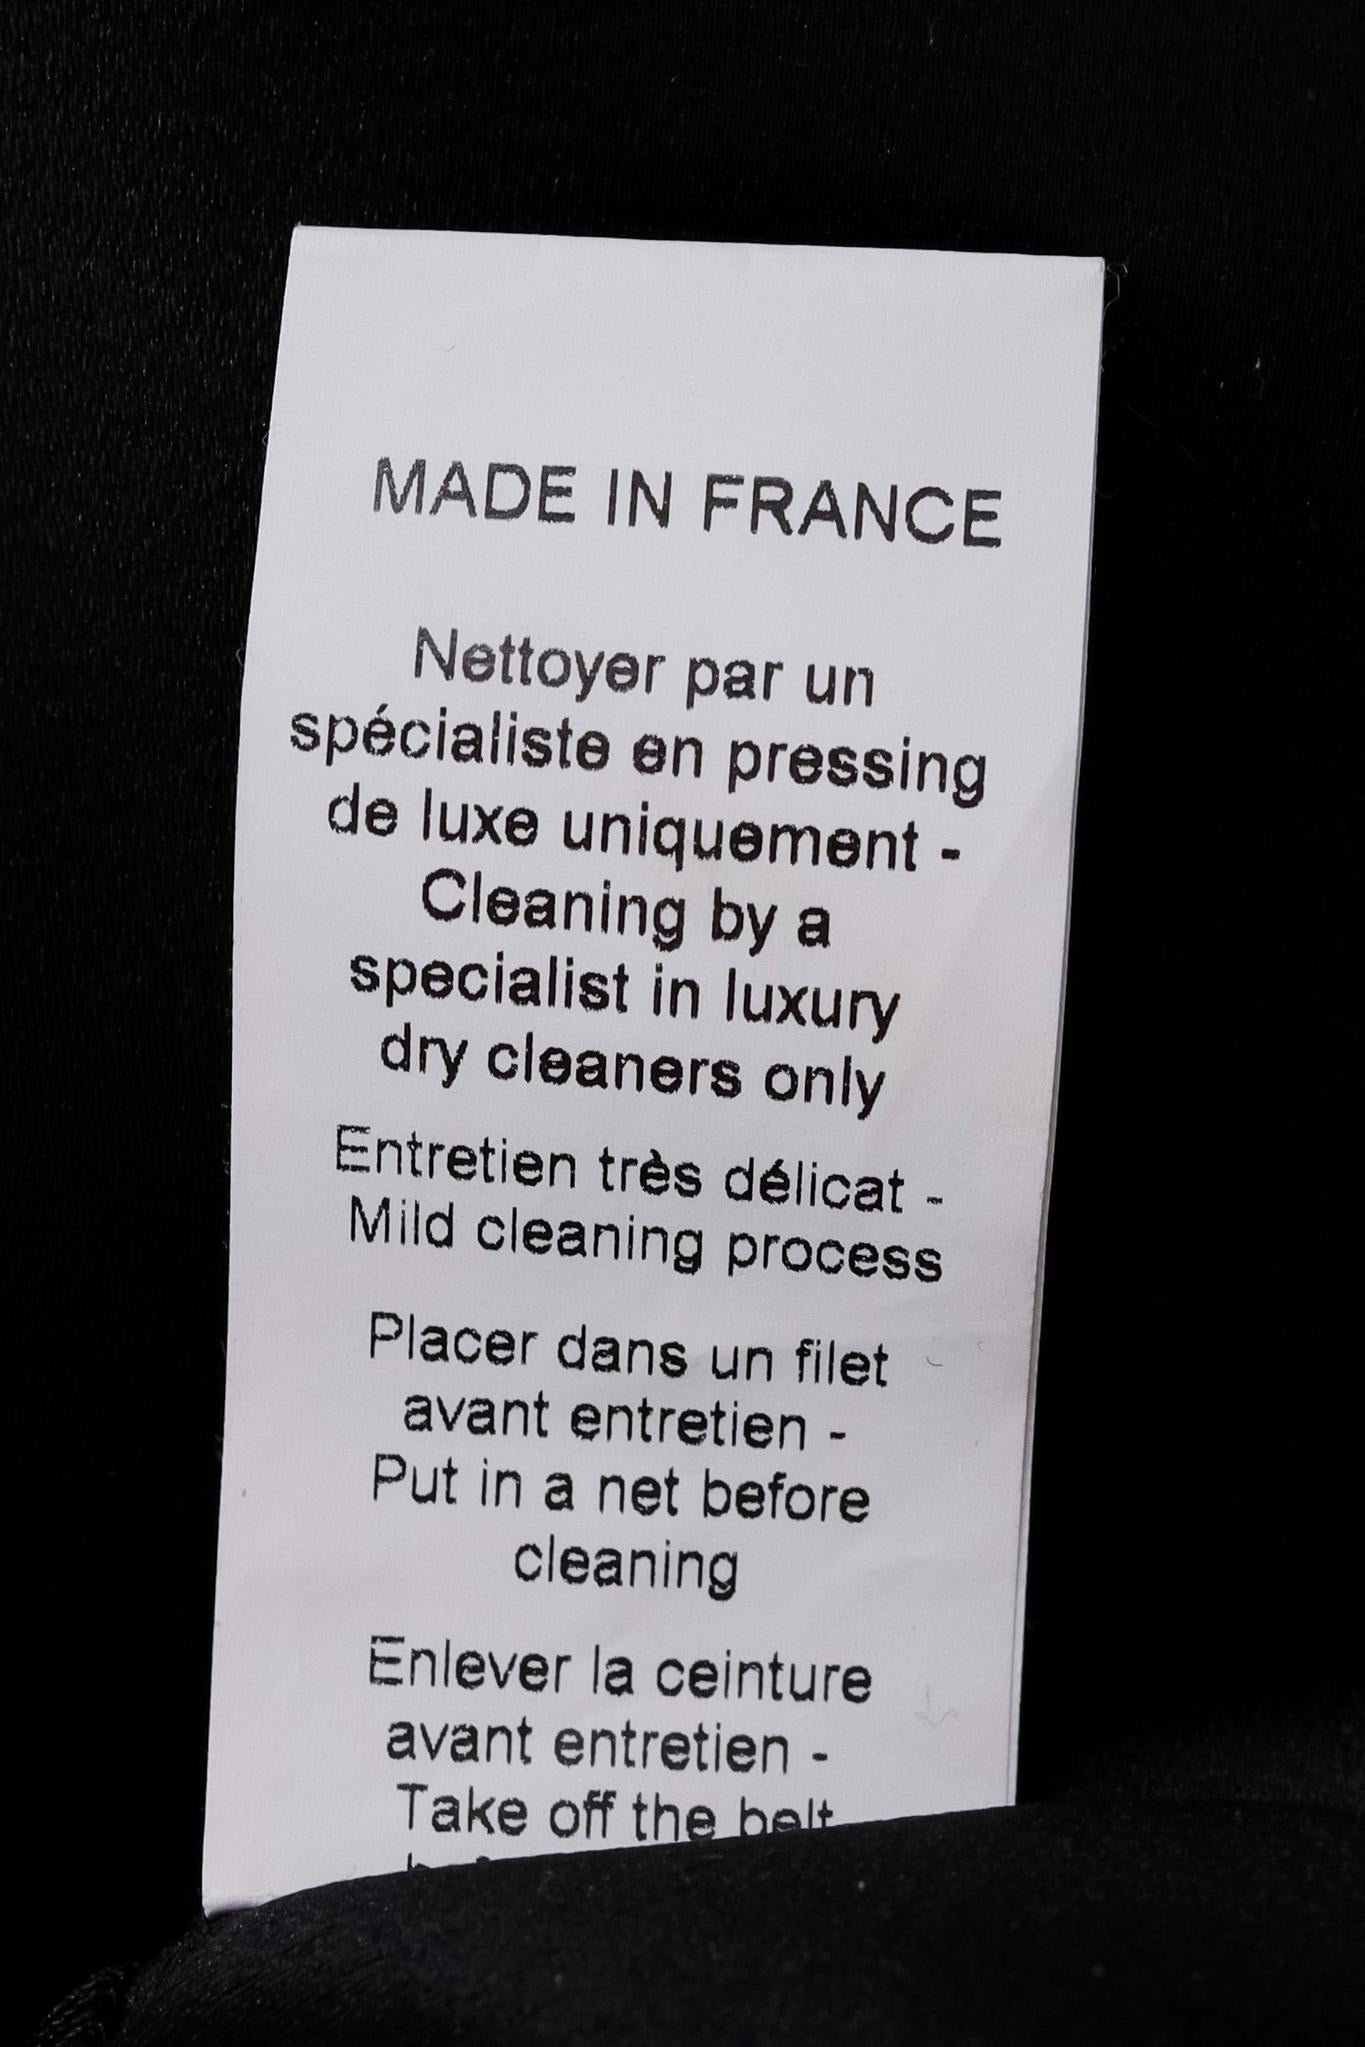 MADE IN FRANCE
Nettoyer par un
spécialiste en pressing
de luxe uniquement -
Cleaning by a
specialist in luxury
dry cleaners only
Entretien très délicat -
Mild cleaning process
Placer dans un filet
avant entretien -
Put in a net before
cleaning
Enlever la ceinture
avant entretien -
Take off the belt